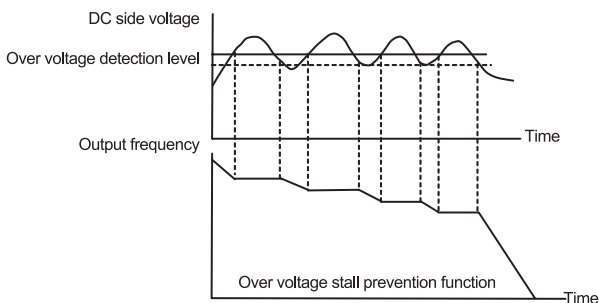 DC side voltage
Over voltage detection level
Time
Output frequency
Over voltage stall prevention function
Time